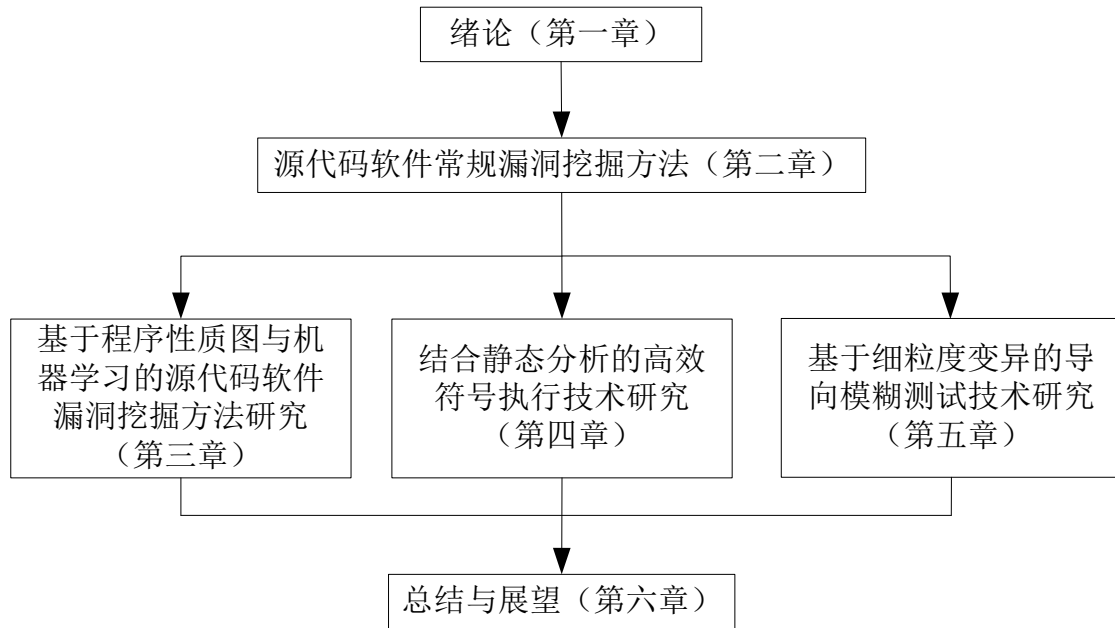 绪论（第一章）
源代码软件常规漏洞挖掘方法（第二章）
基于程序性质图与机
器学习的源代码软件
漏洞挖掘方法研究
（第三章）
结合静态分析的高效
符号执行技术研究
（第四章）
基于细粒度变异的导
向模糊测试技术研究
（第五章）
总结与展望（第六章）